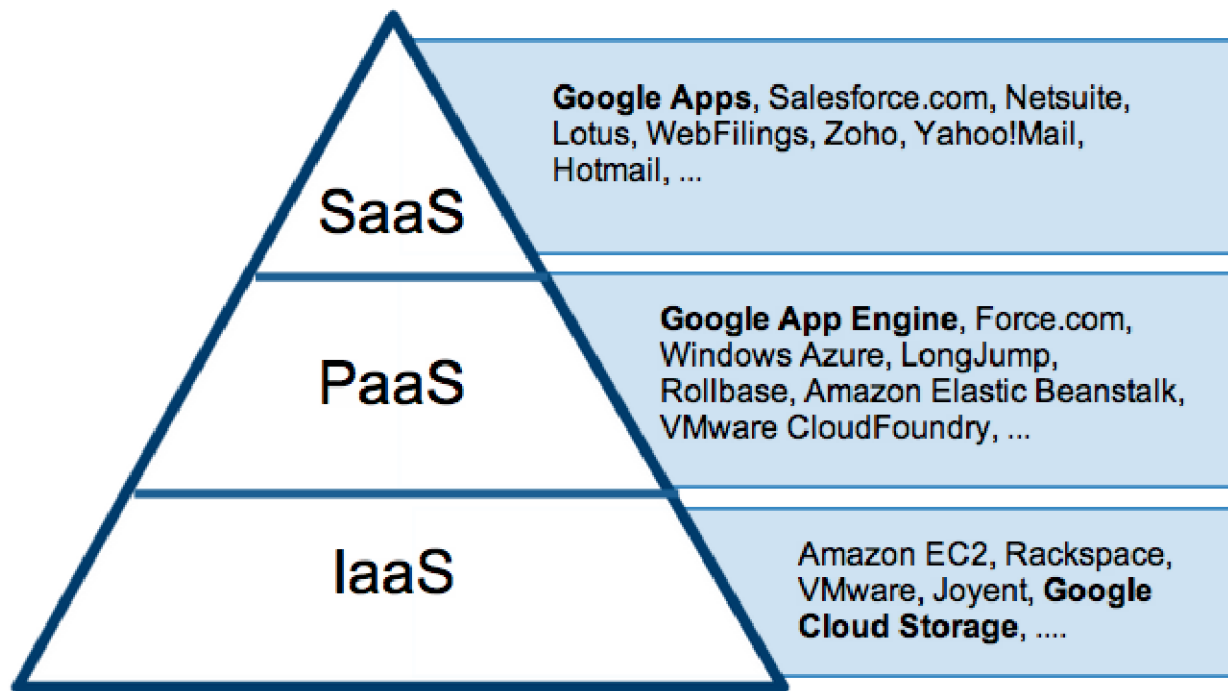 Google Apps, Salesforce.com, Netsuite,
Lotus, WebFilings, Zoho, Yahoo!Mail,
Hotmail, ...
SaaS
Google App Engine, Force.com,
Windows Azure, LongJump,
Rollbase, Amazon Elastic Beanstalk,
VMware CloudFoundry, ...
PaaS
Amazon EC2, Rackspace,
VMware, Joyent, Google
Cloud Storage, ....
IaaS